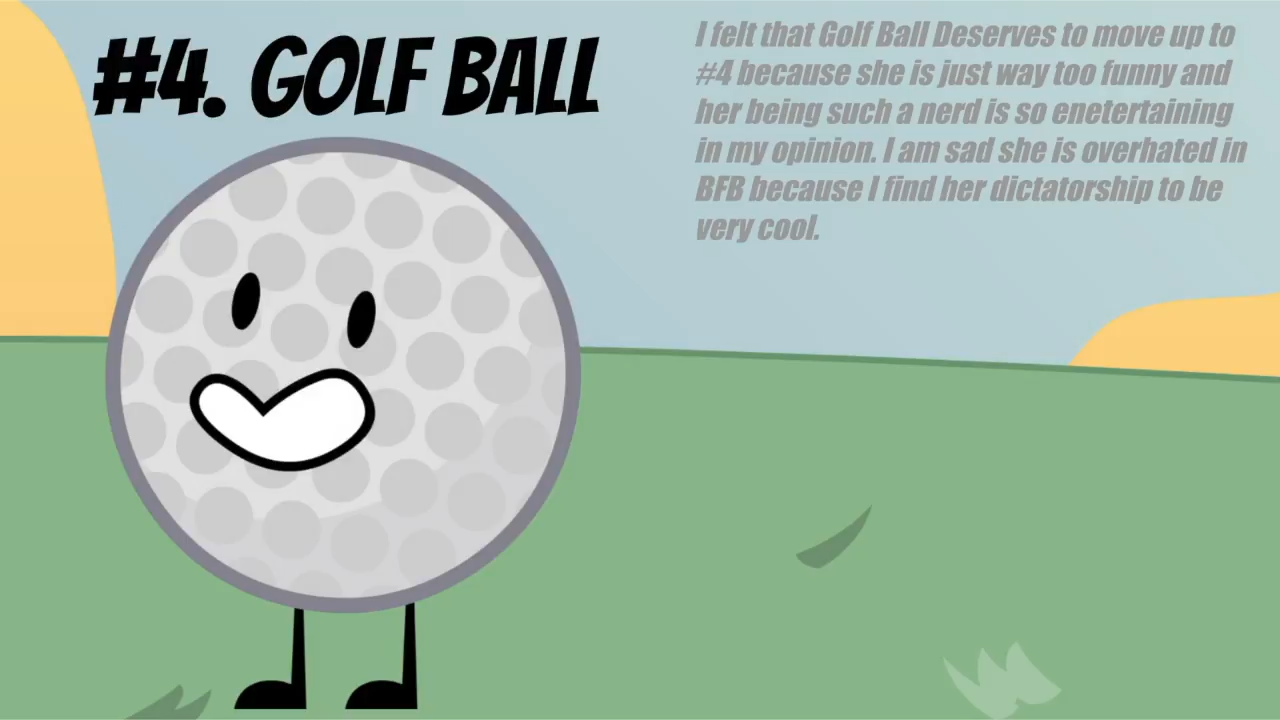 #4. GOLF BALL
I felt that Golf Ball Deserves to move up to
#4 because she is just way too funny and
her being such a nerd is so enetertaining
in my opinion. I am sad she is overhated in
BFB because I find her dictatorship to be
very cool.